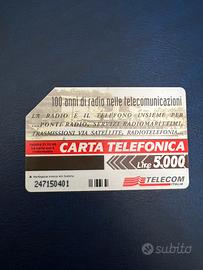 100 anni di radio nelle telecomunicazioni
LA RADIO E IL TELEFONO INSIEME PER
...PONTI-RADIO, SERVIZI RADIOMARITTIMI,
TRASMISSIONI VIA SATELLITE, RADIOTELEFONIA...
CARTA TELEFONICA
Lire 5.000
247150401
TELECOM
ITALIA
subito